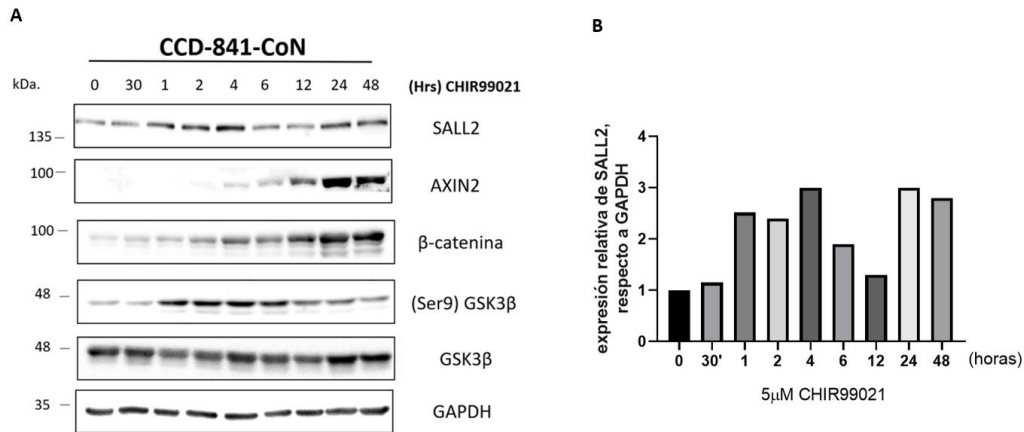 A
CCD-841-CoN
kDa. 0 30 1 2 4 6 12 24 48 (Hrs) CHIR99021
135 SALL2
100 AXIN2
100 β-catenina
48 (Ser9) GSK3β
48 GSK3β
35 GAPDH
B
expresión relativa de SALL2,
respecto a GAPDH
4
3
2
1
0
0 30' 1 2 4 6 12 24 48 (horas)
5µM CHIR99021